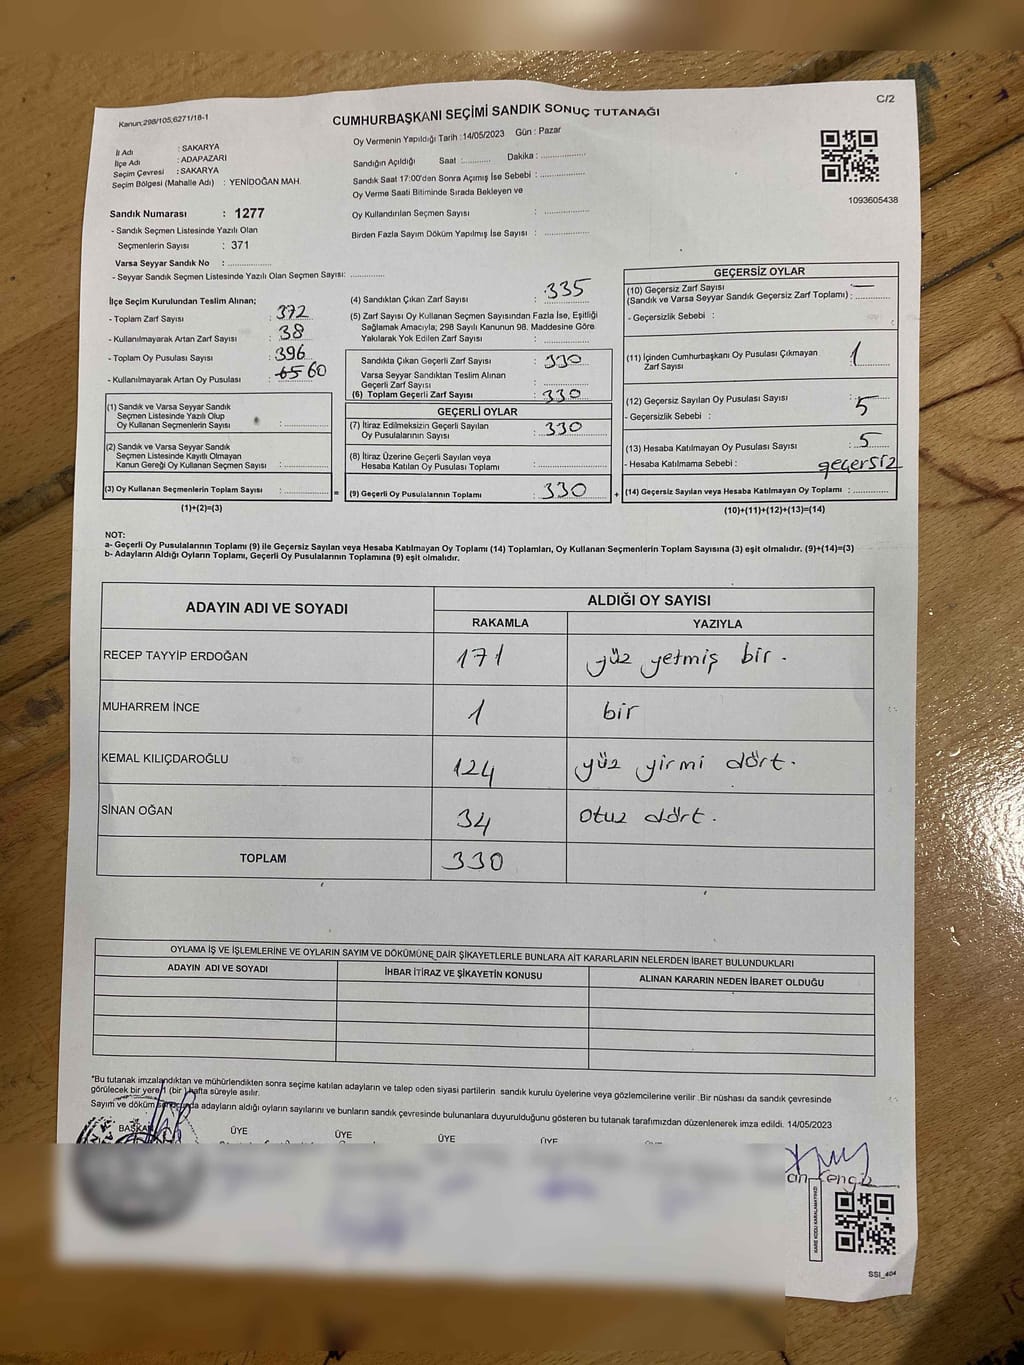 C/2
Kanun:298/105;6271/18-1
CUMHURBAŞKANI SEÇİMİ SANDIK SONUÇ TUTANAĞI
Oy Vermenin Yapıldığı Tarih :14/05/2023 Gün : Pazar
İl Adı : SAKARYA
İlçe Adı : ADAPAZARI
Seçim Çevresi : SAKARYA
Seçim Bölgesi (Mahalle Adı) : YENİDOĞAN MAH.
Sandığın Açıldığı Saat :.......... Dakika : ...............
Sandık Saat 17:00'den Sonra Açımış İse Sebebi : ...............
Oy Verme Saati Bitiminde Sırada Bekleyen ve
Oy Kullandırılan Seçmen Sayısı : ...............
Birden Fazla Sayım Döküm Yapılmış İse Sayısı : ...............
1093605438
Sandık Numarası : 1277
- Sandık Seçmen Listesinde Yazılı Olan
Seçmenlerin Sayısı : 371
Varsa Seyyar Sandık No : ...............
- Seyyar Sandık Seçmen Listesinde Yazılı Olan Seçmen Sayısı: ............
İlçe Seçim Kurulundan Teslim Alınan;
- Toplam Zarf Sayısı : 372
- Kullanılmayarak Artan Zarf Sayısı : 38
- Toplam Oy Pusulası Sayısı : 396
- Kullanılmayarak Artan Oy Pusulası : 65 60
(1) Sandık ve Varsa Seyyar Sandık
Seçmen Listesinde Yazılı Olup
Oy Kullanan Seçmenlerin Sayısı : ...............
(2) Sandık ve Varsa Seyyar Sandık
Seçmen Listesinde Kayıtlı Olmayan
Kanun Gereği Oy Kullanan Seçmen Sayısı : ...............
(3) Oy Kullanan Seçmenlerin Toplam Sayısı : ............... =
(1)+(2)=(3)
(4) Sandıktan Çıkan Zarf Sayısı : 335
(5) Zarf Sayısı Oy Kullanan Seçmen Sayısından Fazla İse, Eşitliği
Sağlamak Amacıyla; 298 Sayılı Kanunun 98. Maddesine Göre
Yakılarak Yok Edilen Zarf Sayısı : ...............
Sandıkta Çıkan Geçerli Zarf Sayısı : 330
Varsa Seyyar Sandıktan Teslim Alınan
Geçerli Zarf Sayısı : ...............
(6) Toplam Geçerli Zarf Sayısı : 330
GEÇERLİ OYLAR
(7) İtiraz Edilmeksizin Geçerli Sayılan
Oy Pusulalarının Sayısı : 330
(8) İtiraz Üzerine Geçerli Sayılan veya
Hesaba Katılan Oy Pusulası Toplamı : ...............
(9) Geçerli Oy Pusulalarının Toplamı : 330 +
GEÇERSİZ OYLAR
(10) Geçersiz Zarf Sayısı —
(Sandık ve Varsa Seyyar Sandık Geçersiz Zarf Toplamı) : ............
- Geçersizlik Sebebi :
(11) İçinden Cumhurbaşkanı Oy Pusulası Çıkmayan
Zarf Sayısı : 1
(12) Geçersiz Sayılan Oy Pusulası Sayısı : 5
- Geçersizlik Sebebi :
(13) Hesaba Katılmayan Oy Pusulası Sayısı : 5
- Hesaba Katılmama Sebebi : geçersiz
(14) Geçersiz Sayılan veya Hesaba Katılmayan Oy Toplamı : ............
(10)+(11)+(12)+(13)=(14)
NOT:
a- Geçerli Oy Pusulalarının Toplamı (9) ile Geçersiz Sayılan veya Hesaba Katılmayan Oy Toplamı (14) Toplamları, Oy Kullanan Seçmenlerin Toplam Sayısına (3) eşit olmalıdır. (9)+(14)=(3)
b- Adayların Aldığı Oyların Toplamı, Geçerli Oy Pusulalarının Toplamına (9) eşit olmalıdır.
ADAYIN ADI VE SOYADI ALDIĞI OY SAYISI
RAKAMLA YAZIYLA
RECEP TAYYİP ERDOĞAN 171 yüz yetmiş bir .
MUHARREM İNCE 1 bir
KEMAL KILIÇDAROĞLU 124 yüz yirmi dört.
SİNAN OĞAN 34 Otuz dört .
TOPLAM 330
OYLAMA İŞ VE İŞLEMLERİNE VE OYLARIN SAYIM VE DÖKÜMÜNE DAİR ŞİKAYETLERLE BUNLARA AİT KARARLARIN NELERDEN İBARET BULUNDUKLARI
ADAYIN ADI VE SOYADI İHBAR İTİRAZ VE ŞİKAYETİN KONUSU ALINAN KARARIN NEDEN İBARET OLDUĞU
*Bu tutanak imzalandıktan ve mühürlendikten sonra seçime katılan adayların ve talep eden siyasi partilerin sandık kurulu üyelerine veya gözlemcilerine verilir .Bir nüshası da sandık çevresinde
görülecek bir yere 1 (bir ) hafta süreyle asılır.
Sayım ve döküm adayların aldığı oyların sayılarını ve bunların sandık çevresinde bulunanlara duyurulduğunu gösteren bu tutanak tarafımızdan düzenlenerek imza edildi. 14/05/2023
BAŞKAN ÜYE ÜYE ÜYE ÜYE
KARE KODU KARALAMAYINIZ!
SSI_404